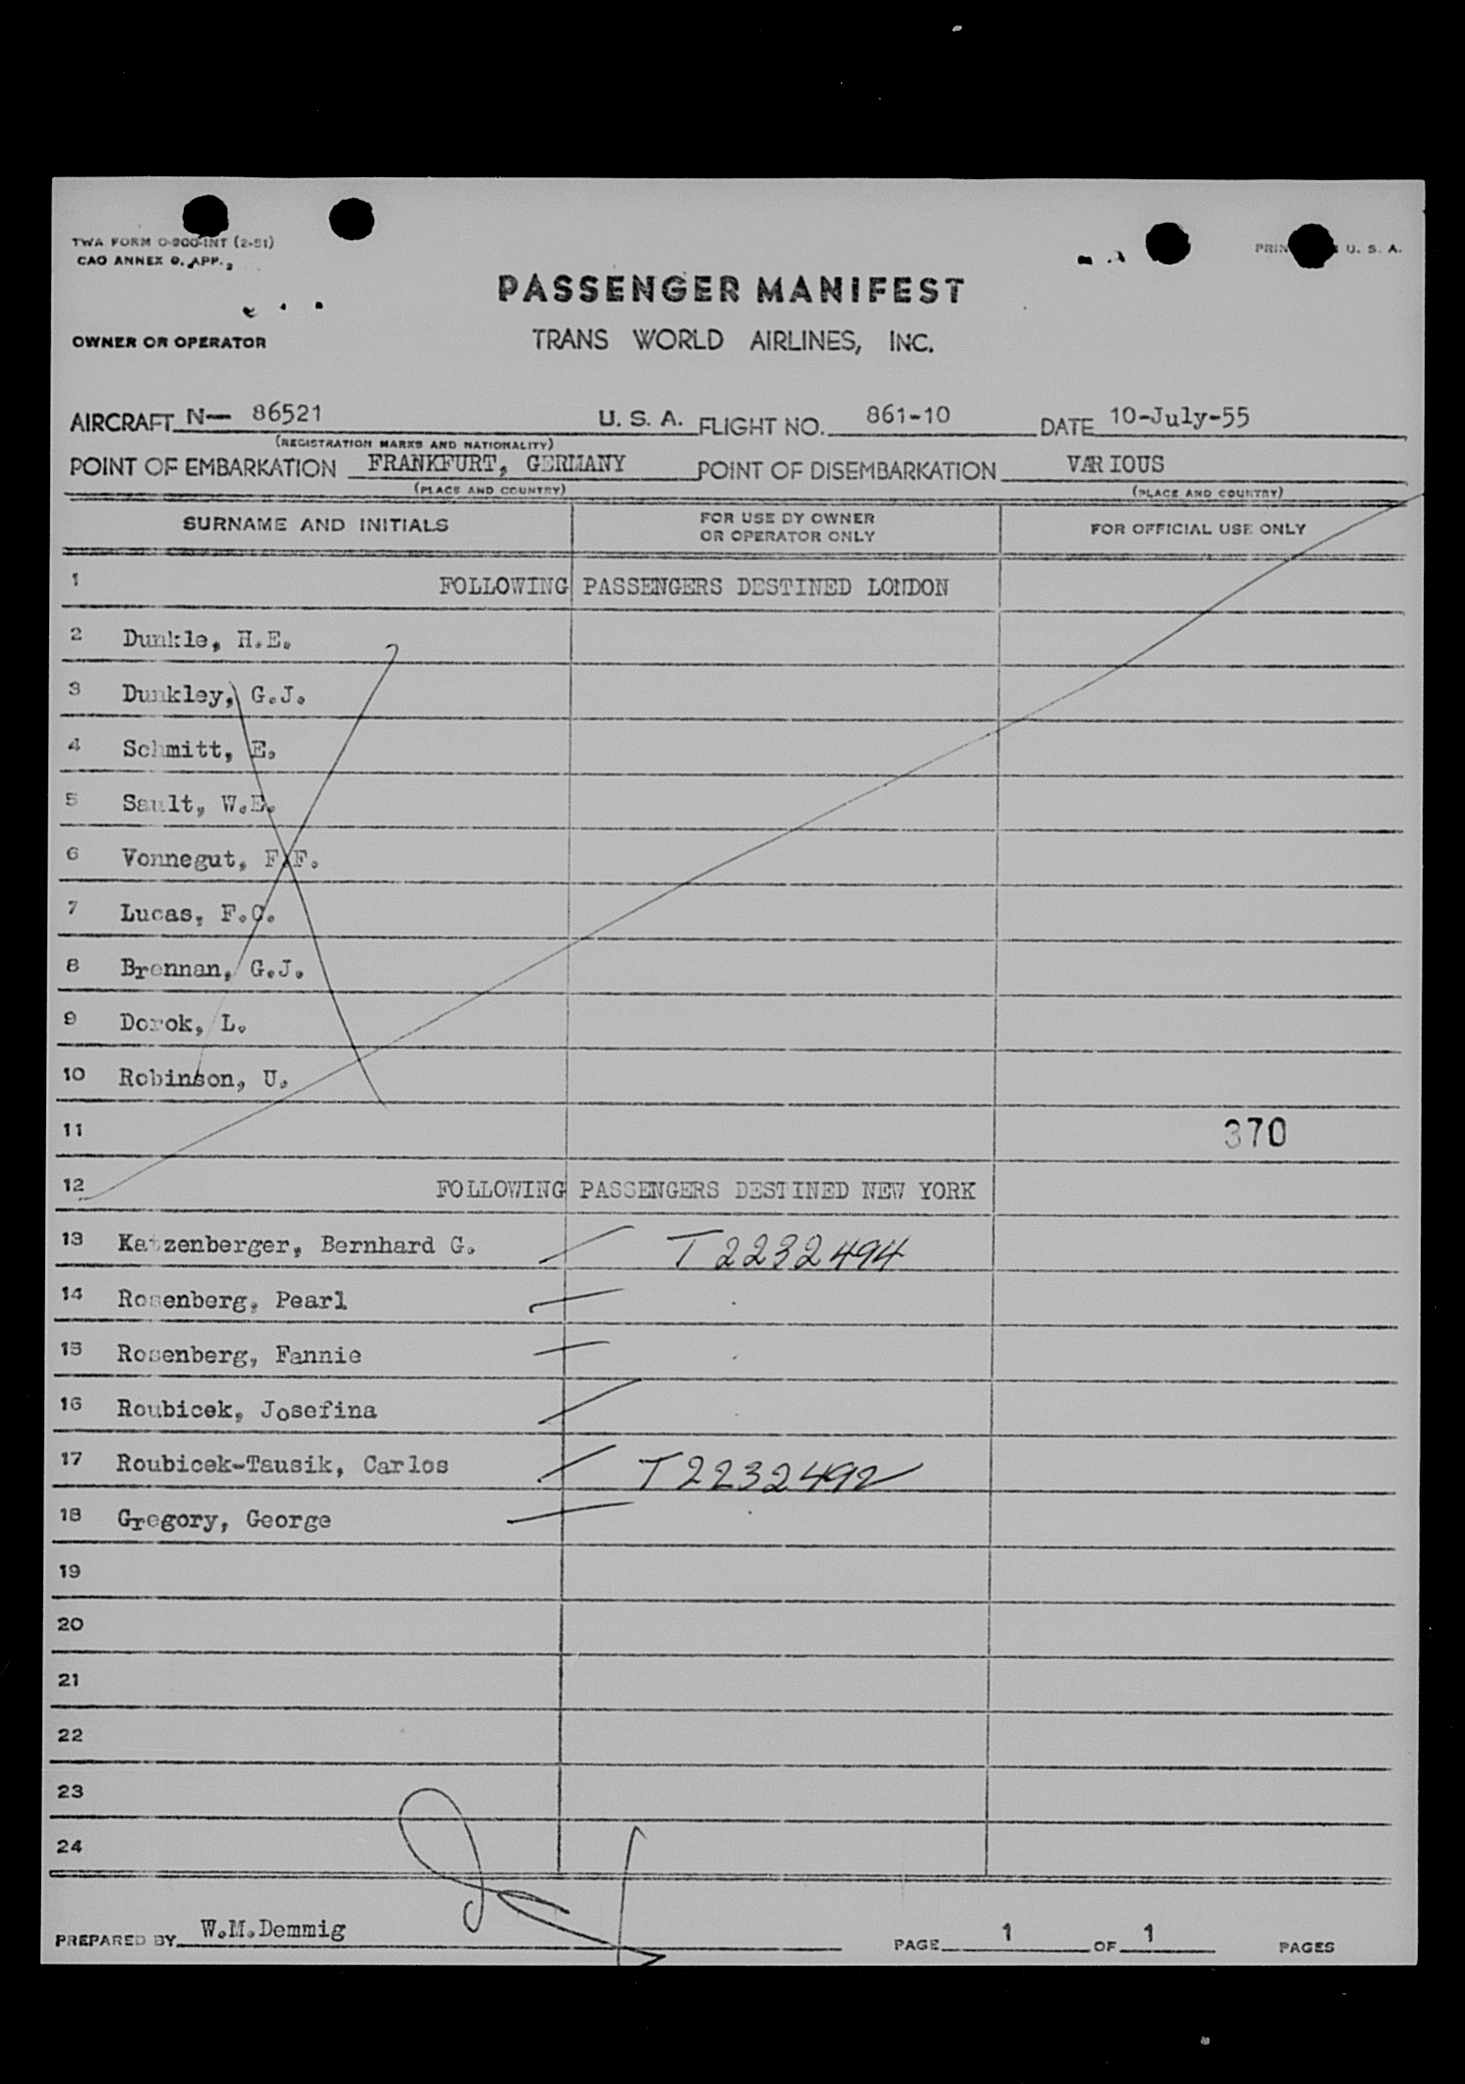 TWA FORM O-200-INT (2-51)
CAO ANNEX 9, APP. 2
U. S. A.
PASSENGER MANIFEST
OWNER OR OPERATOR
TRANS WORLD AIRLINES, INC.
AIRCRAFT N- 86521 U. S. A. FLIGHT NO. 861-10 DATE 10-July-55
(REGISTRATION MARKS AND NATIONALITY)
POINT OF EMBARKATION FRANKFURT, GERMANY POINT OF DISEMBARKATION VARIOUS
(PLACE AND COUNTRY) (PLACE AND COUNTRY)
SURNAME AND INITIALS FOR USE BY OWNER OR OPERATOR ONLY FOR OFFICIAL USE ONLY
1 FOLLOWING PASSENGERS DESTINED LONDON
2 Dunkle, H.E.
3 Dunkley, G.J.
4 Schmitt, E.
5 Sault, W.E.
6 Vonnegut, F.F.
7 Lucas, F.C.
8 Brennan, G.J.
9 Dorok, L.
10 Robinson, U.
11 370
12 FOLLOWING PASSENGERS DESTINED NEW YORK
13 Katzenberger, Bernhard G. T2232494
14 Rosenberg, Pearl
15 Rosenberg, Fannie
16 Roubicek, Josefina
17 Roubicek-Tausik, Carlos T2232492
18 Gregory, George
19
20
21
22
23
24
PREPARED BY W.M.Demmig PAGE 1 OF 1 PAGES